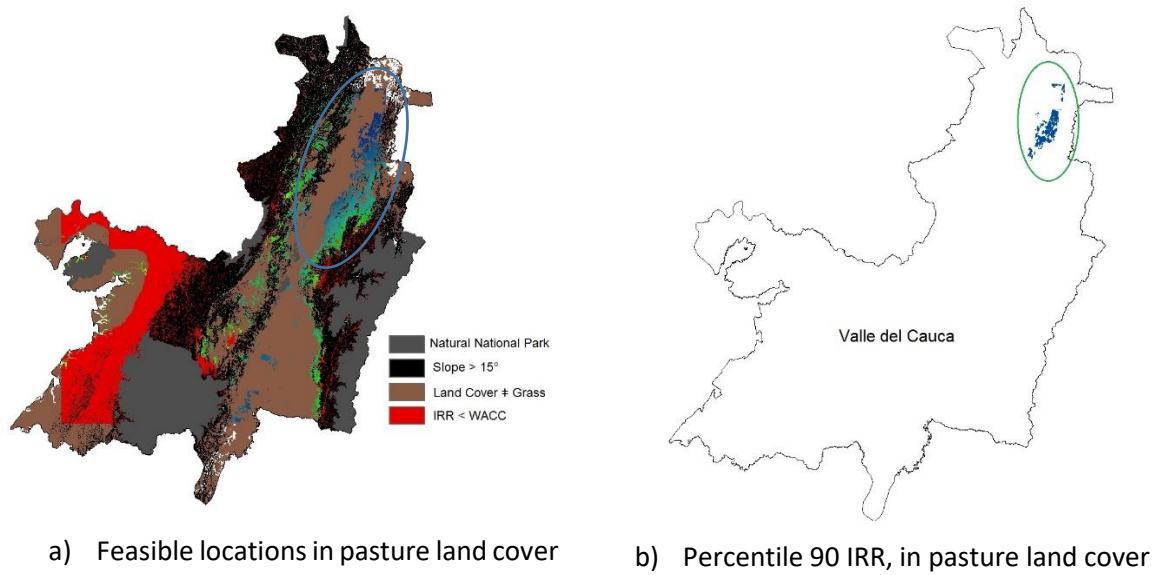 Natural National Park
Slope > 15°
Land Cover ǂ Grass
IRR < WACC
Valle del Cauca
a) Feasible locations in pasture land cover
b) Percentile 90 IRR, in pasture land cover